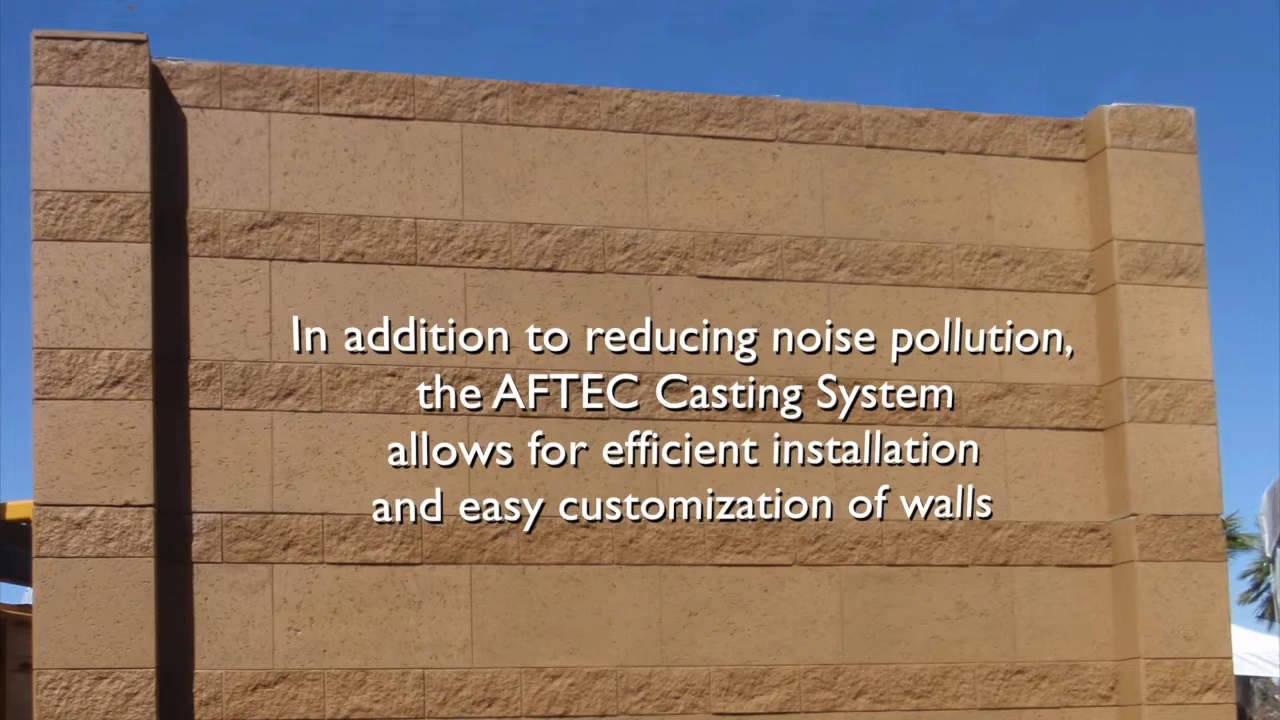 In addition to reducing noise pollution,
the AFTEC Casting System
allows for efficient installation
and easy customization of walls